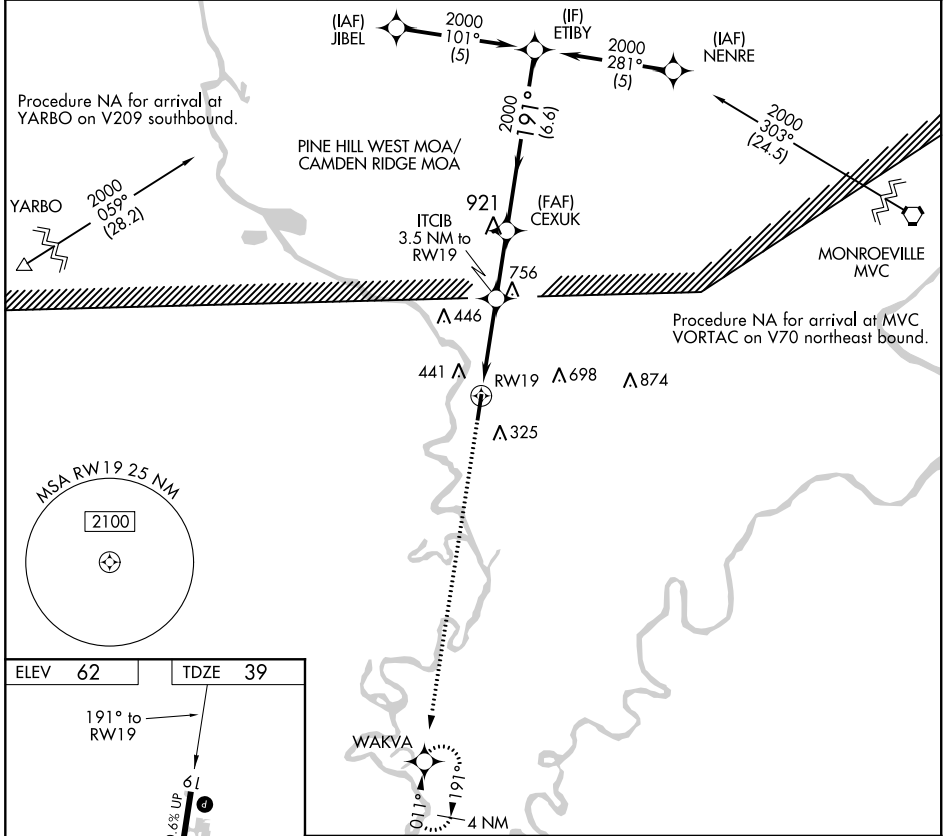 (IAF)
JIBEL
2000
101°
(5)
(IF)
ETIBY
2000
281°
(5)
(IAF)
NENRE
Procedure NA for arrival at
YARBO on V209 southbound.
2000
191°
(6.6)
2000
303°
(24.5)
PINE HILL WEST MOA/
CAMDEN RIDGE MOA
YARBO
2000
059°
(28.2)
921
(FAF)
CEXUK
ITCIB
3.5 NM to
RW19
MONROEVILLE
MVC
756
446
Procedure NA for arrival at MVC
VORTAC on V70 northeast bound.
441
RW19
698
874
325
MSA RW19 25 NM
2100
ELEV 62
TDZE 39
191° to
RW19
WAKVA
011°
191°
4 NM
19
0.6% UP
P